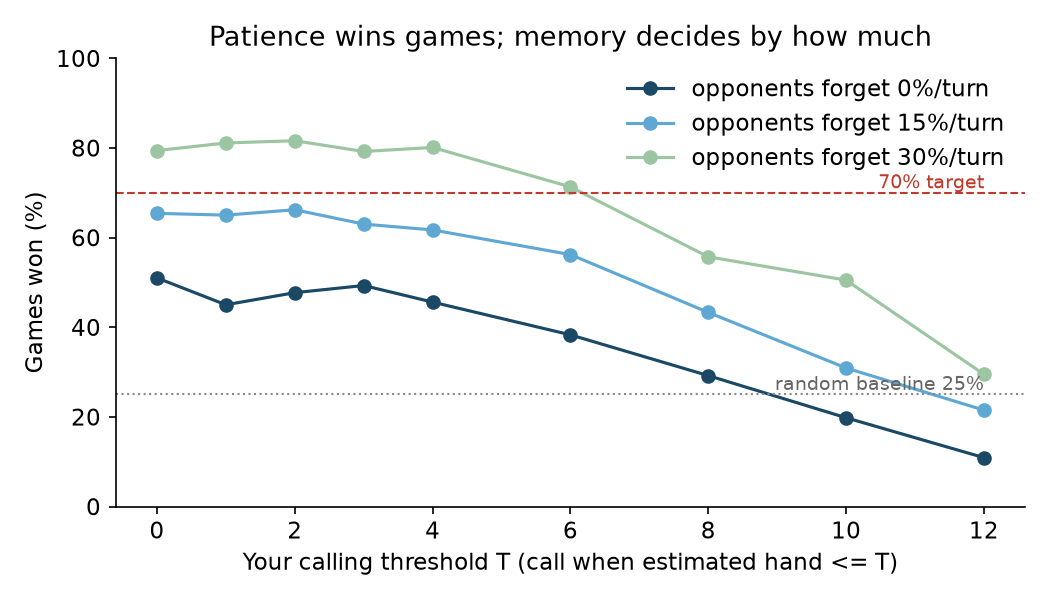 Patience wins games; memory decides by how much
opponents forget 0%/turn
opponents forget 15%/turn
opponents forget 30%/turn
70% target
random baseline 25%
Games won (%)
100
80
60
40
20
0
0 2 4 6 8 10 12
Your calling threshold T (call when estimated hand <= T)